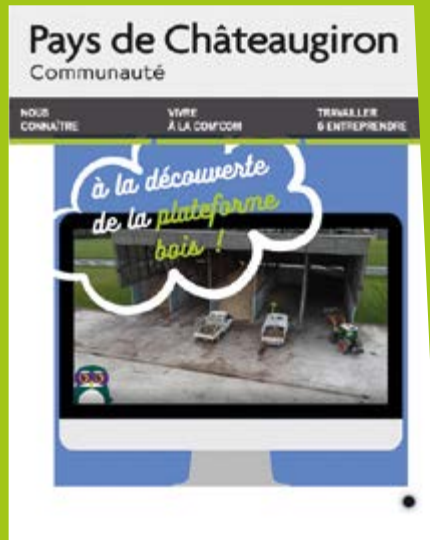 Pays de Châteaugiron
Communauté
NOUS
CONNAÎTRE
VIVRE
À LA COM'COM
TRAVAILLER
& ENTREPRENDRE
à la découverte
de la plateforme
bois !